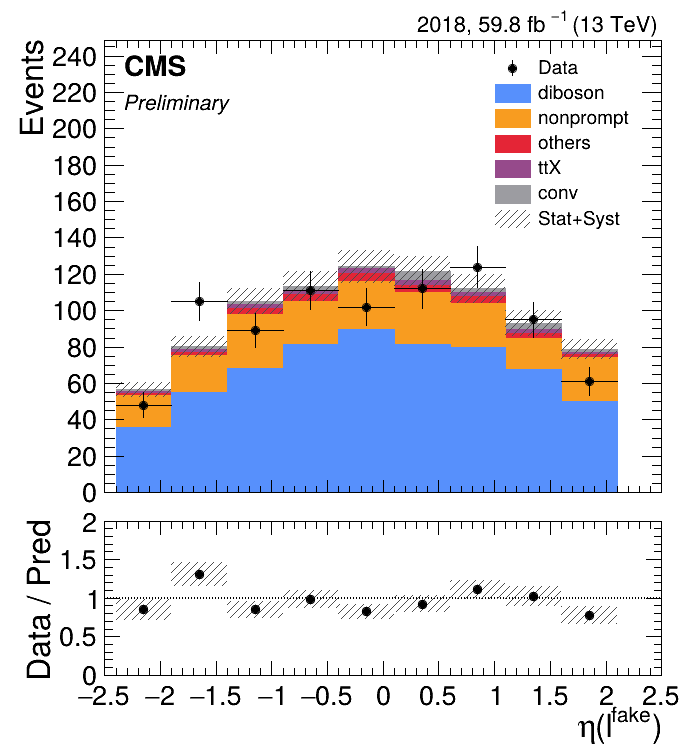 2018, 59.8 fb⁻¹ (13 TeV)
CMS
Preliminary
Events
240
220
200
180
160
140
120
100
80
60
40
20
0
Data
diboson
nonprompt
others
ttX
conv
Stat+Syst
Data / Pred
2
1.5
1
0.5
0
−2.5 −2 −1.5 −1 −0.5 0 0.5 1 1.5 2 2.5
η(l^fake)